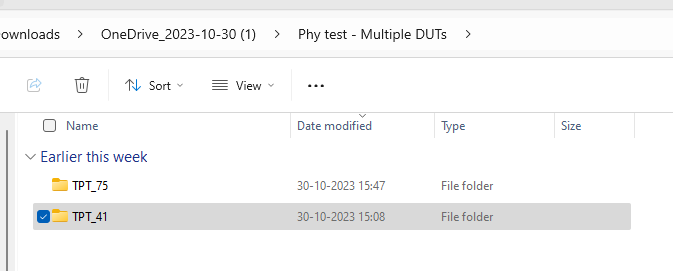 ownloads > OneDrive_2023-10-30 (1) > Phy test - Multiple DUTs >
Sort View ...
Name Date modified Type Size
Earlier this week
TPT_75 30-10-2023 15:47 File folder
TPT_41 30-10-2023 15:08 File folder